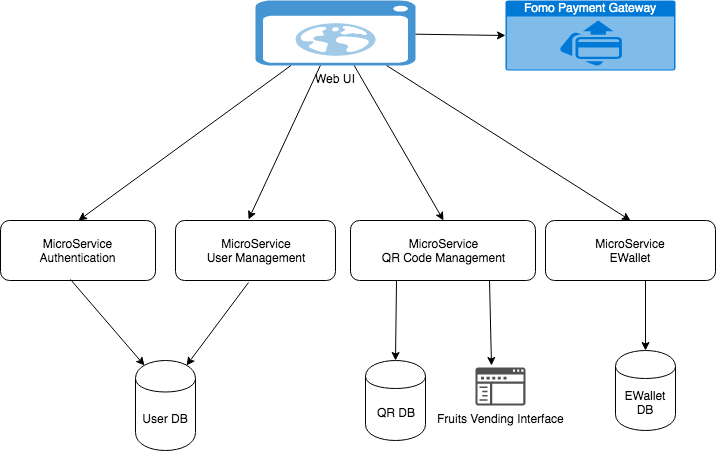 Fomo Payment Gateway
Web UI
MicroService
Authentication
MicroService
User Management
MicroService
QR Code Management
MicroService
EWallet
User DB
QR DB
Fruits Vending Interface
EWallet
DB